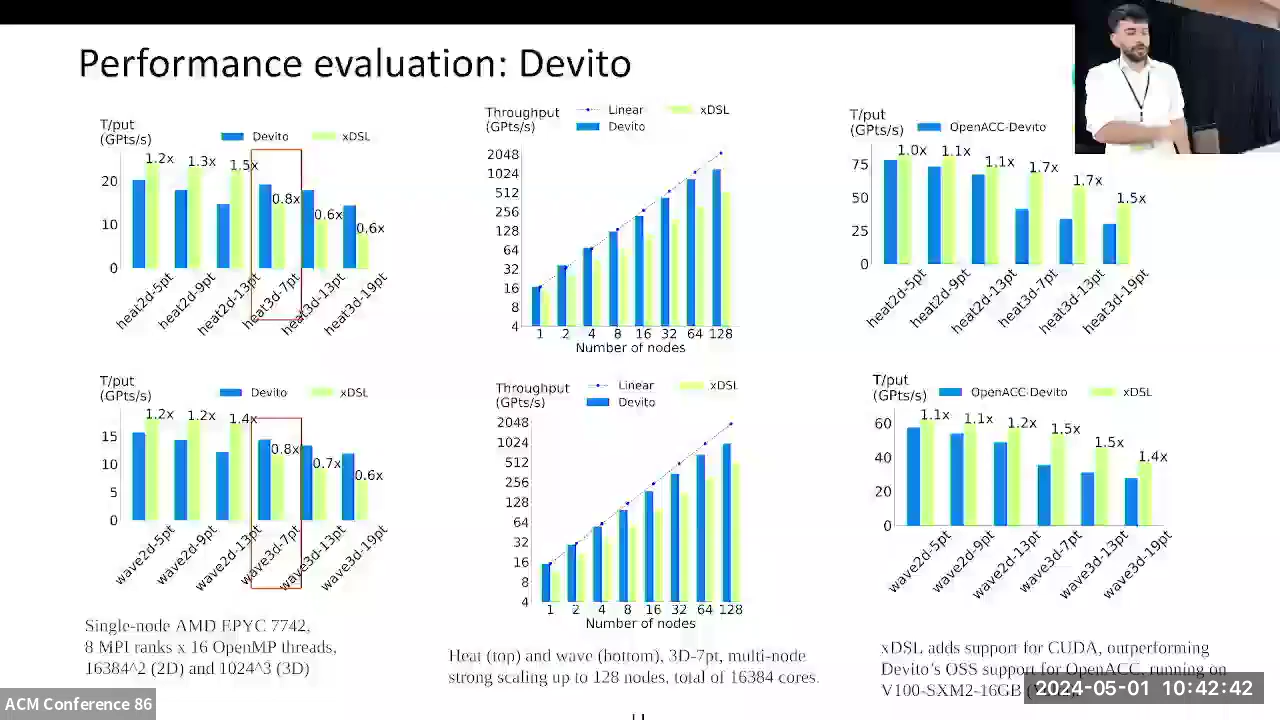 Performance evaluation: Devito
T/put
(GPts/s)
Devito
xDSL
20
10
0
1.2x
1.3x
1.5x
0.8x
0.6x
0.6x
heat2d-5pt
heat2d-9pt
heat2d-13pt
heat3d-7pt
heat3d-13pt
heat3d-19pt
Throughput
(GPts/s)
Linear
xDSL
Devito
2048
1024
512
256
128
64
32
16
8
4
1 2 4 8 16 32 64 128
Number of nodes
T/put
(GPts/s)
OpenACC-Devito
75
50
25
0
1.0x
1.1x
1.1x
1.7x
1.7x
1.5x
heat2d-5pt
heat2d-9pt
heat2d-13pt
heat3d-7pt
heat3d-13pt
heat3d-19pt
T/put
(GPts/s)
Devito
xDSL
15
10
5
0
1.2x
1.2x
1.4x
0.8x
0.7x
0.6x
wave2d-5pt
wave2d-9pt
wave2d-13pt
wave3d-7pt
wave3d-13pt
wave3d-19pt
Throughput
(GPts/s)
Linear
xDSL
Devito
2048
1024
512
256
128
64
32
16
8
4
1 2 4 8 16 32 64 128
Number of nodes
T/put
(GPts/s)
OpenACC-Devito
xDSL
60
40
20
0
1.1x
1.1x
1.2x
1.5x
1.5x
1.4x
wave2d-5pt
wave2d-9pt
wave2d-13pt
wave3d-7pt
wave3d-13pt
wave3d-19pt
Single-node AMD EPYC 7742,
8 MPI ranks x 16 OpenMP threads,
16384^2 (2D) and 1024^3 (3D)
Heat (top) and wave (bottom), 3D-7pt, multi-node
strong scaling up to 128 nodes, total of 16384 cores.
xDSL adds support for CUDA, outperforming
Devito's OSS support for OpenACC, running on
V100-SXM2-16GB
2024-05-01 10:42:42
ACM Conference 86